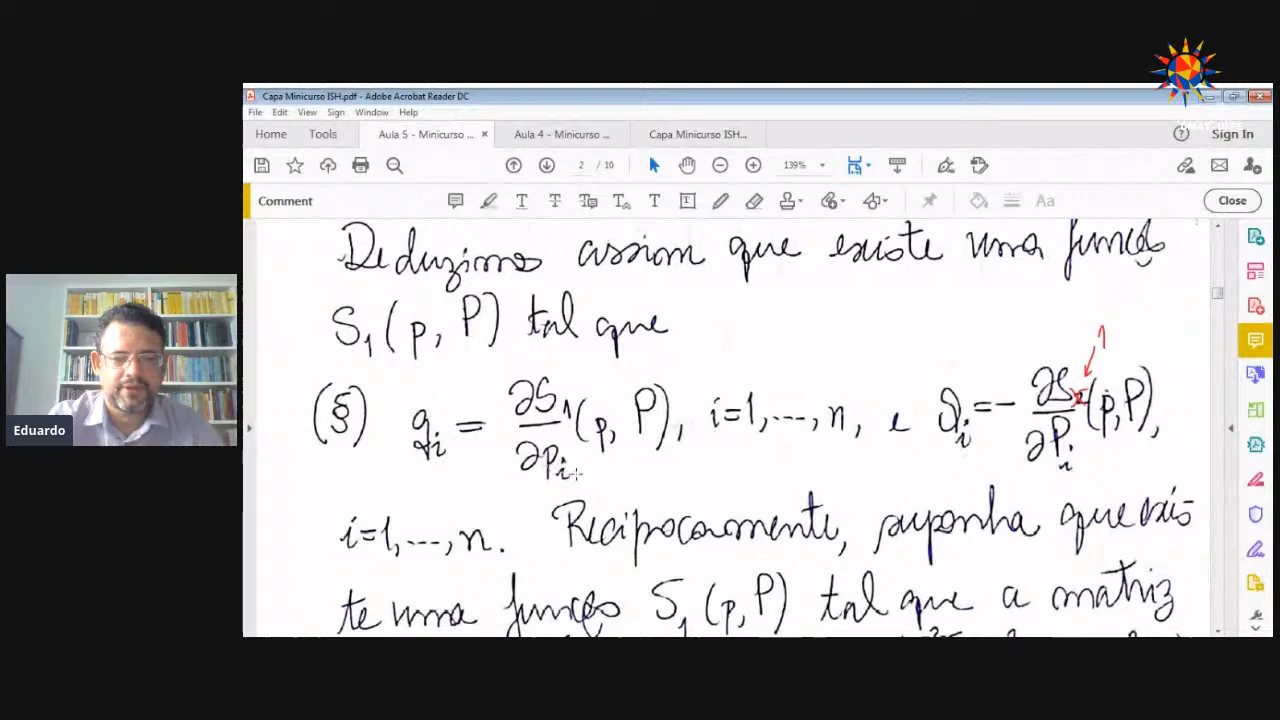 Capa Minicurso ISH.pdf - Adobe Acrobat Reader DC
File Edit View Sign Window Help
Home Tools Aula 5 - Minicurso ... × Aula 4 - Minicurso ... Capa Minicurso ISH... Sign In
2 / 10 139%
Comment Aa Close
Deduzimos assim que existe uma função
S₁(p, P) tal que
1
(§) qᵢ = ∂S₁/∂pᵢ (p, P), i=1,...,n, e Qᵢ = - ∂S/∂Pᵢ (p, P),
i=1,...,n. Reciprocamente, suponha que exis-
te uma função S₁(p, P) tal que a matriz
Eduardo